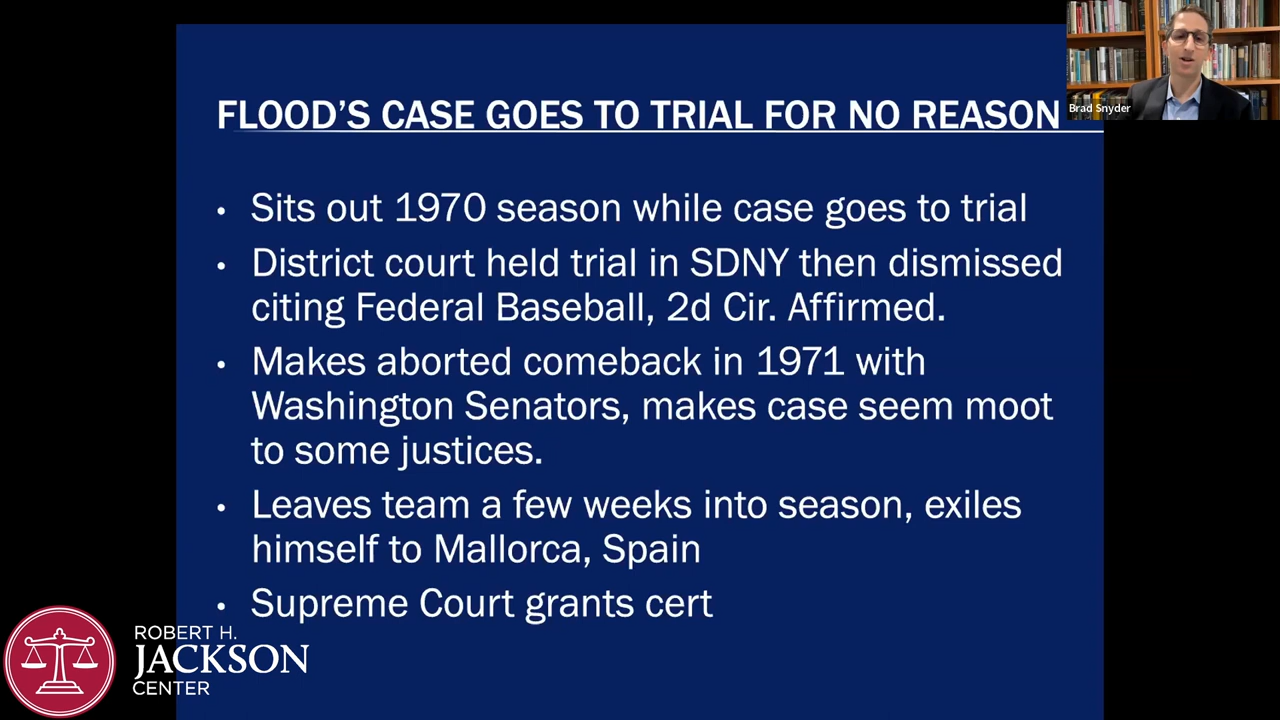 FLOOD'S CASE GOES TO TRIAL FOR NO REASON
Brad Snyder
• Sits out 1970 season while case goes to trial
• District court held trial in SDNY then dismissed
citing Federal Baseball, 2d Cir. Affirmed.
• Makes aborted comeback in 1971 with
Washington Senators, makes case seem moot
to some justices.
• Leaves team a few weeks into season, exiles
himself to Mallorca, Spain
• Supreme Court grants cert
ROBERT H.
JACKSON
CENTER